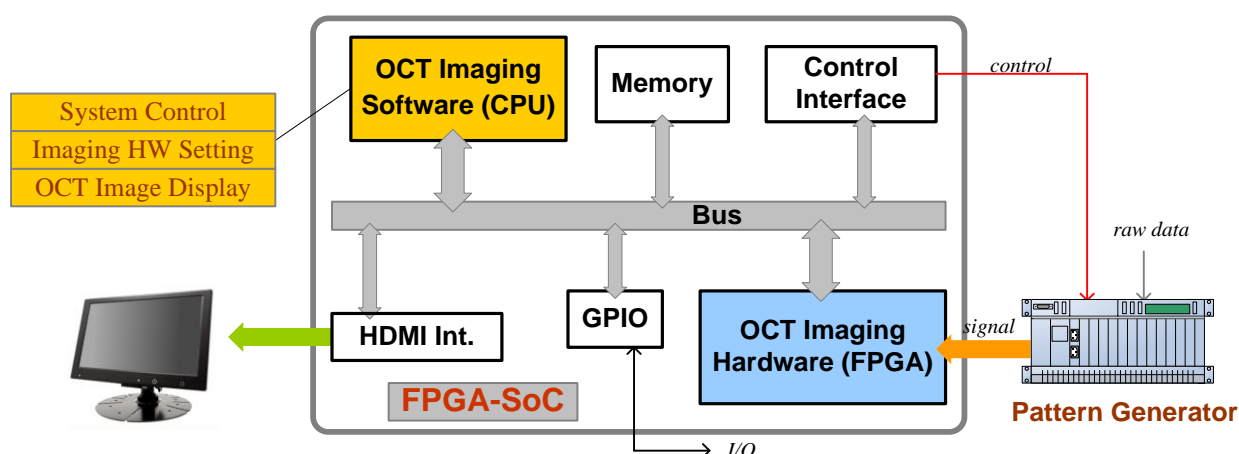 OCT Imaging
Software (CPU)
Memory
Control
Interface
control
System Control
Imaging HW Setting
OCT Image Display
Bus
raw data
HDMI Int.
GPIO
OCT Imaging
Hardware (FPGA)
signal
FPGA-SoC
Pattern Generator
I/O